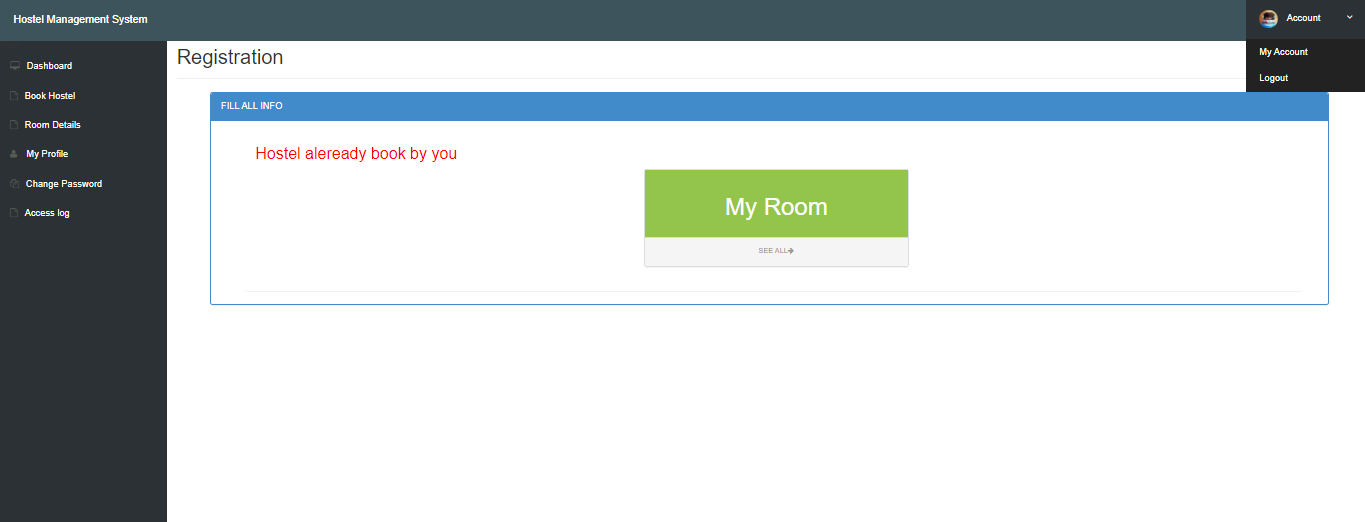 Hostel Management System
Account
My Account
Logout
Dashboard
Book Hostel
Room Details
My Profile
Change Password
Access log
Registration
FILL ALL INFO
Hostel aleready book by you
My Room
SEE ALL